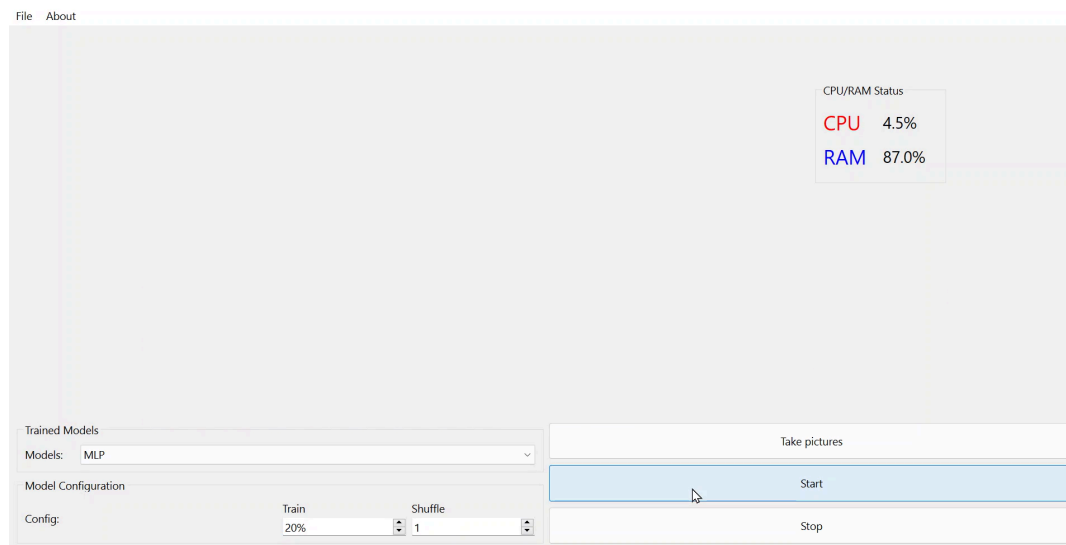 File About
CPU/RAM Status
CPU 4.5%
RAM 87.0%
Trained Models
Models: MLP
Take pictures
Model Configuration
Start
Train Shuffle
Config: 20% 1
Stop